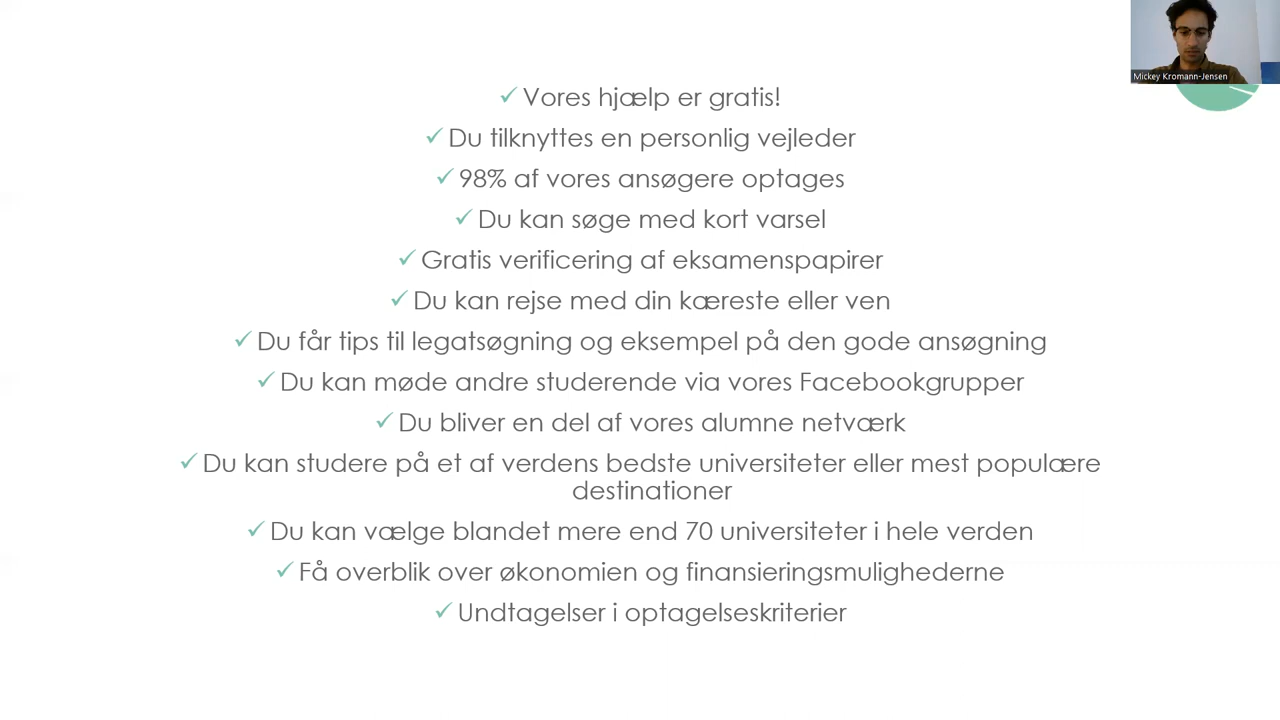 Mickey Kromann-Jensen
✓ Vores hjælp er gratis!
✓ Du tilknyttes en personlig vejleder
✓ 98% af vores ansøgere optages
✓ Du kan søge med kort varsel
✓ Gratis verificering af eksamenspapirer
✓ Du kan rejse med din kæreste eller ven
✓ Du får tips til legatsøgning og eksempel på den gode ansøgning
✓ Du kan møde andre studerende via vores Facebookgrupper
✓ Du bliver en del af vores alumne netværk
✓ Du kan studere på et af verdens bedste universiteter eller mest populære
destinationer
✓ Du kan vælge blandet mere end 70 universiteter i hele verden
✓ Få overblik over økonomien og finansieringsmulighederne
✓ Undtagelser i optagelseskriterier